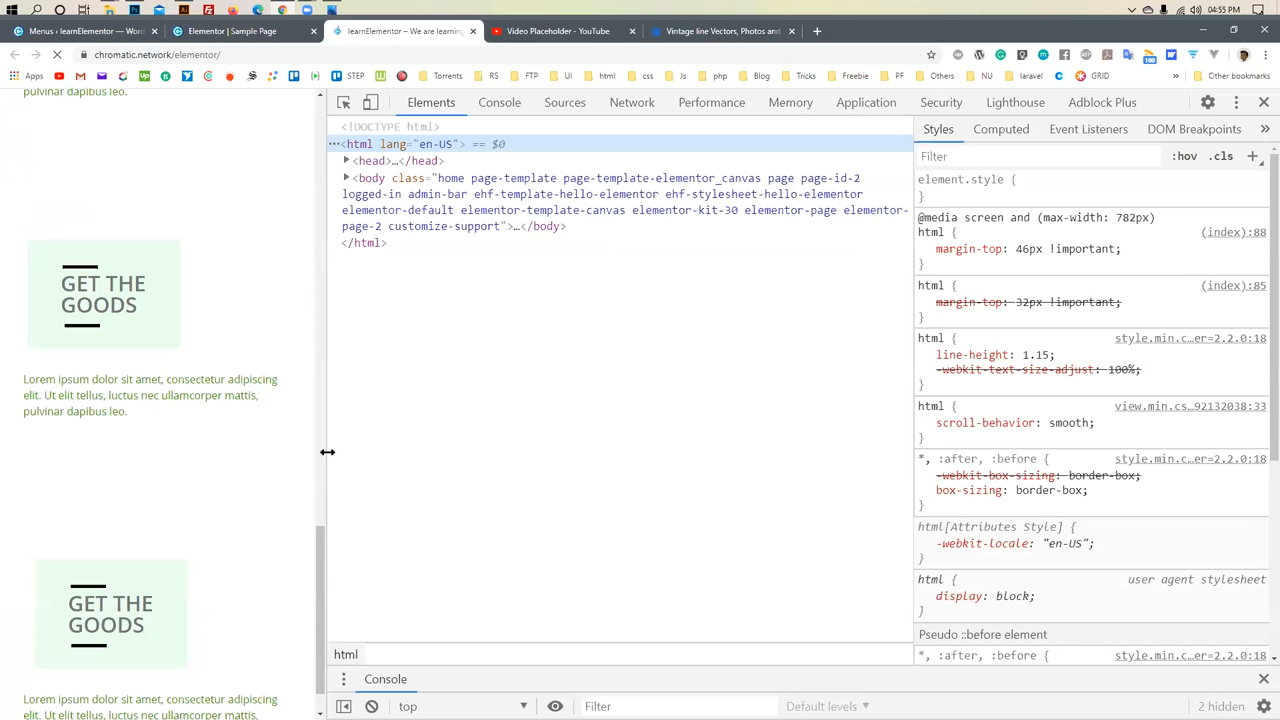 04:55 PM
Menus ‹ learnElementor — Wor
Elementor | Sample Page
learnElementor – We are learning
Video Placeholder - YouTube
Vintage line Vectors, Photos and
chromatic.network/elementor/
Apps
STEP
Torrents
RS
FTP
UI
html
css
Js
php
Blog
Tricks
Freebie
PF
Others
NU
laravel
GRID
»
Other bookmarks
pulvinar dapibus leo.
GET THE
GOODS
Lorem ipsum dolor sit amet, consectetur adipiscing
elit. Ut elit tellus, luctus nec ullamcorper mattis,
pulvinar dapibus leo.
GET THE
GOODS
Lorem ipsum dolor sit amet, consectetur adipiscing
Elements
Console
Sources
Network
Performance
Memory
Application
Security
Lighthouse
Adblock Plus
<!DOCTYPE html>
<html lang="en-US"> == $0
<head>…</head>
<body class="home page-template page-template-elementor_canvas page page-id-2
logged-in admin-bar ehf-template-hello-elementor ehf-stylesheet-hello-elementor
elementor-default elementor-template-canvas elementor-kit-30 elementor-page elementor-
page-2 customize-support">…</body>
</html>
html
Console
top
Filter
Default levels
2 hidden
Styles
Computed
Event Listeners
DOM Breakpoints
»
Filter
:hov
.cls
element.style {
}
@media screen and (max-width: 782px)
html {
(index):88
margin-top: 46px !important;
}
html {
(index):85
margin-top: 32px !important;
}
html {
style.min.c…er=2.2.0:18
line-height: 1.15;
-webkit-text-size-adjust: 100%;
}
html {
view.min.cs…92132038:33
scroll-behavior: smooth;
}
*, :after, :before {
style.min.c…er=2.2.0:18
-webkit-box-sizing: border-box;
box-sizing: border-box;
}
html[Attributes Style] {
-webkit-locale: "en-US";
}
html {
user agent stylesheet
display: block;
}
Pseudo ::before element
*, :after, :before {
style.min.c…er=2.2.0:18